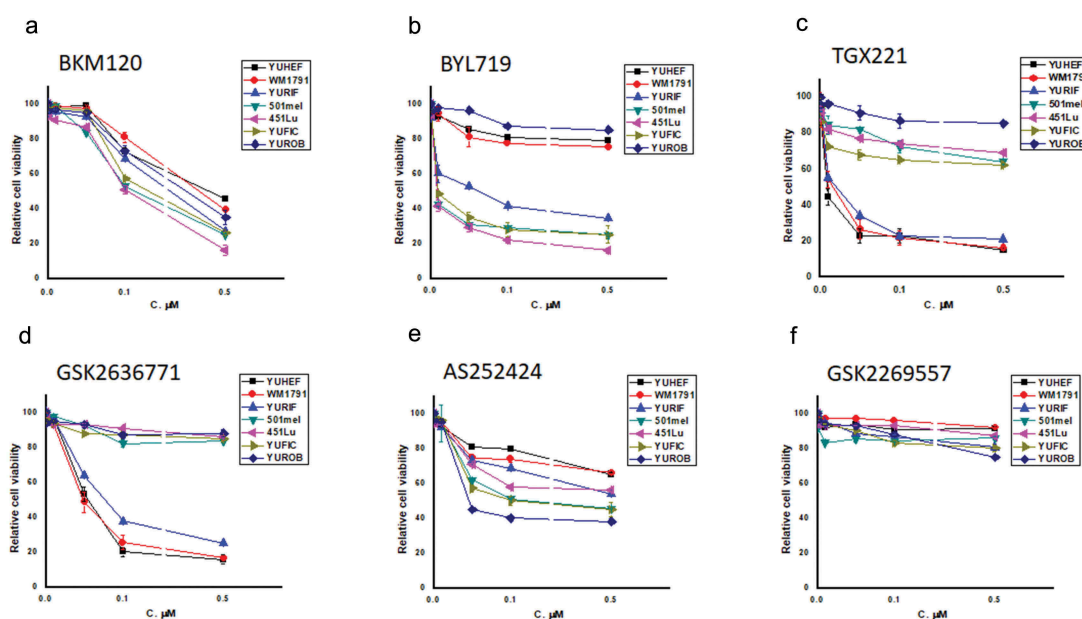 a
BKM120
YUHEF
WM1791
YURIF
501mel
451Lu
YUFIC
YUROB
Relative cell viability
100
80
60
40
20
0
0.0 0.1 0.5
C. µM
b
BYL719
YUHEF
WM1791
YURIF
501mel
451Lu
YUFIC
YUROB
Relative cell viability
100
80
60
40
20
0
0.0 0.1 0.5
C. µM
c
TGX221
YUHEF
WM1791
YURIF
501mel
451Lu
YUFIC
YUROB
Relative cell viability
100
80
60
40
20
0
0.0 0.1 0.5
C. µM
d
GSK2636771
YUHEF
WM1791
YURIF
501mel
451Lu
YUFIC
YUROB
Relative cell viability
100
80
60
40
20
0
0.0 0.1 0.5
C. µM
e
AS252424
YUHEF
WM1791
YURIF
501mel
451Lu
YUFIC
YUROB
Relative cell viability
100
80
60
40
20
0
0.0 0.1 0.5
C. µM
f
GSK2269557
YUHEF
WM1791
YURIF
501mel
451Lu
YUFIC
YUROB
Relative cell viability
100
80
60
40
20
0
0.0 0.1 0.5
C. µM